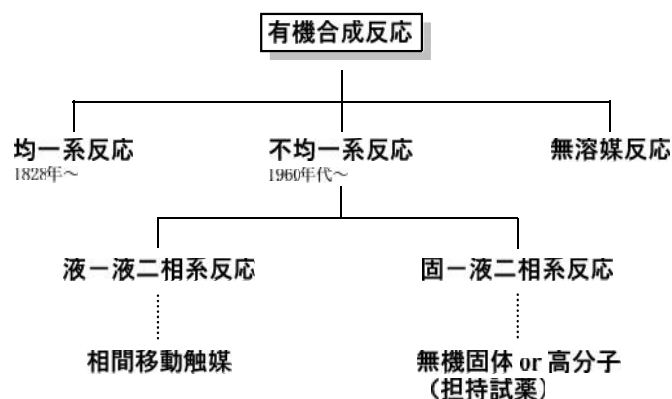 有機合成反応
均一系反応
1828年～
不均一系反応
1960年代～
無溶媒反応
液－液二相系反応
固－液二相系反応
相間移動触媒
無機固体 or 高分子
（担持試薬）